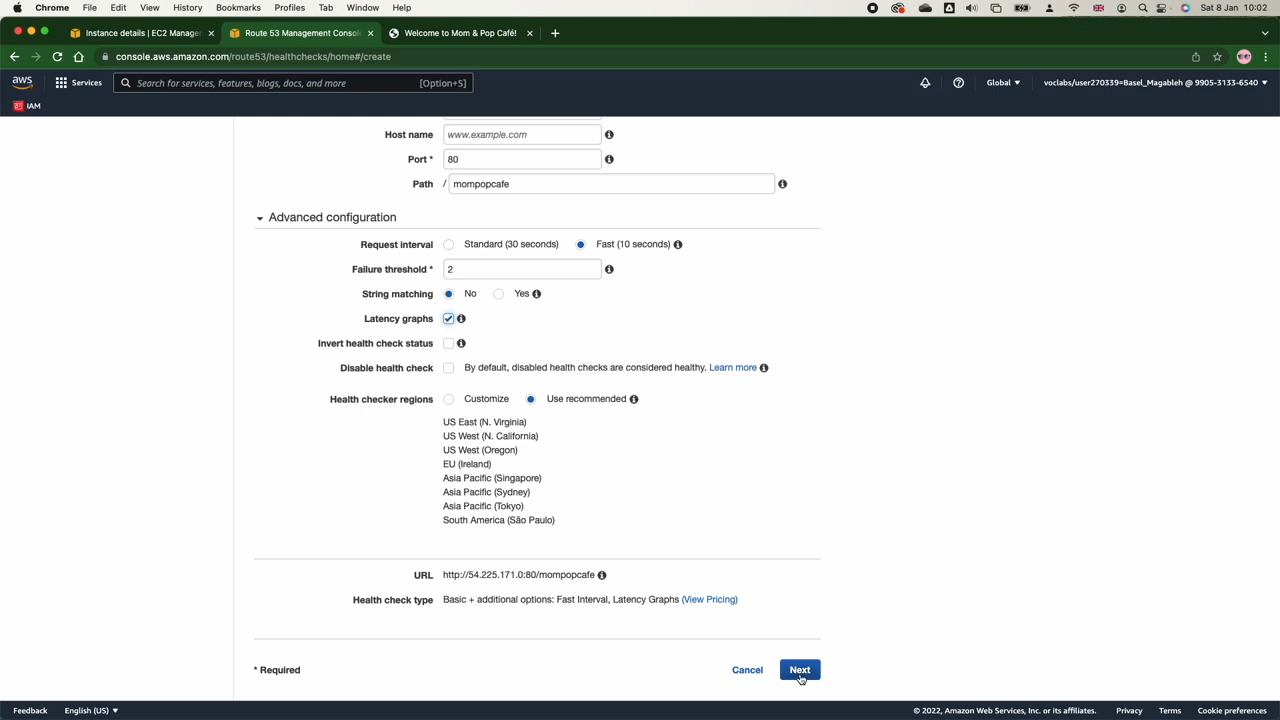 Chrome File Edit View History Bookmarks Profiles Tab Window Help Sat 8 Jan 10:02
Instance details | EC2 Manage Route 53 Management Conso Welcome to Mom & Pop Café!
console.aws.amazon.com/route53/healthchecks/home#/create
aws Services Search for services, features, blogs, docs, and more [Option+S] Global voclabs/user270339=Basel_Magableh @ 9905-3133-6540
IAM
Host name www.example.com
Port * 80
Path / mompopcafe
Advanced configuration
Request interval Standard (30 seconds) Fast (10 seconds)
Failure threshold * 2
String matching No Yes
Latency graphs
Invert health check status
Disable health check By default, disabled health checks are considered healthy. Learn more
Health checker regions Customize Use recommended
US East (N. Virginia)
US West (N. California)
US West (Oregon)
EU (Ireland)
Asia Pacific (Singapore)
Asia Pacific (Sydney)
Asia Pacific (Tokyo)
South America (São Paulo)
URL http://54.225.171.0:80/mompopcafe
Health check type Basic + additional options: Fast Interval, Latency Graphs (View Pricing)
* Required Cancel Next
Feedback English (US) © 2022, Amazon Web Services, Inc. or its affiliates. Privacy Terms Cookie preferences